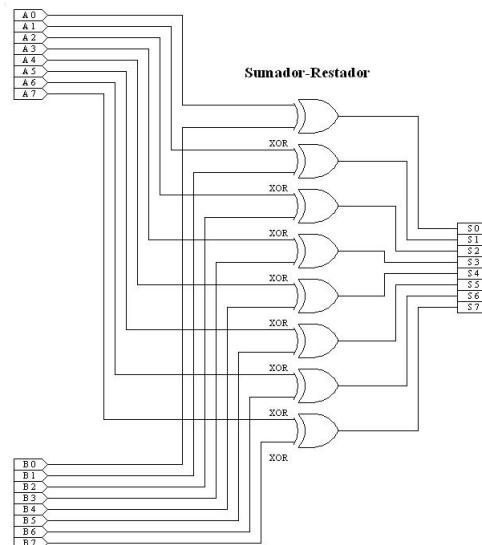 A 0
A 1
A 2
A 3
A 4
A 5
A 6
A 7
Sumador-Restador
XOR
XOR
XOR
XOR
XOR
XOR
XOR
XOR
S 0
S 1
S 2
S 3
S 4
S 5
S 6
S 7
B 0
B 1
B 2
B 3
B 4
B 5
B 6
B 7